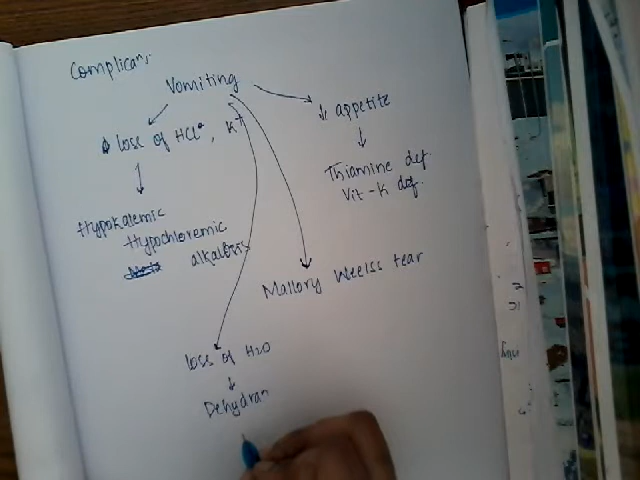 Complican:
Vomiting
loss of HCl, K+
↓ appetite
Thiamine def
Vit-K def.
Hypokalemic
Hypochloremic
alkalosis
Mallory Weelss tear
loss of H2O
Dehydran